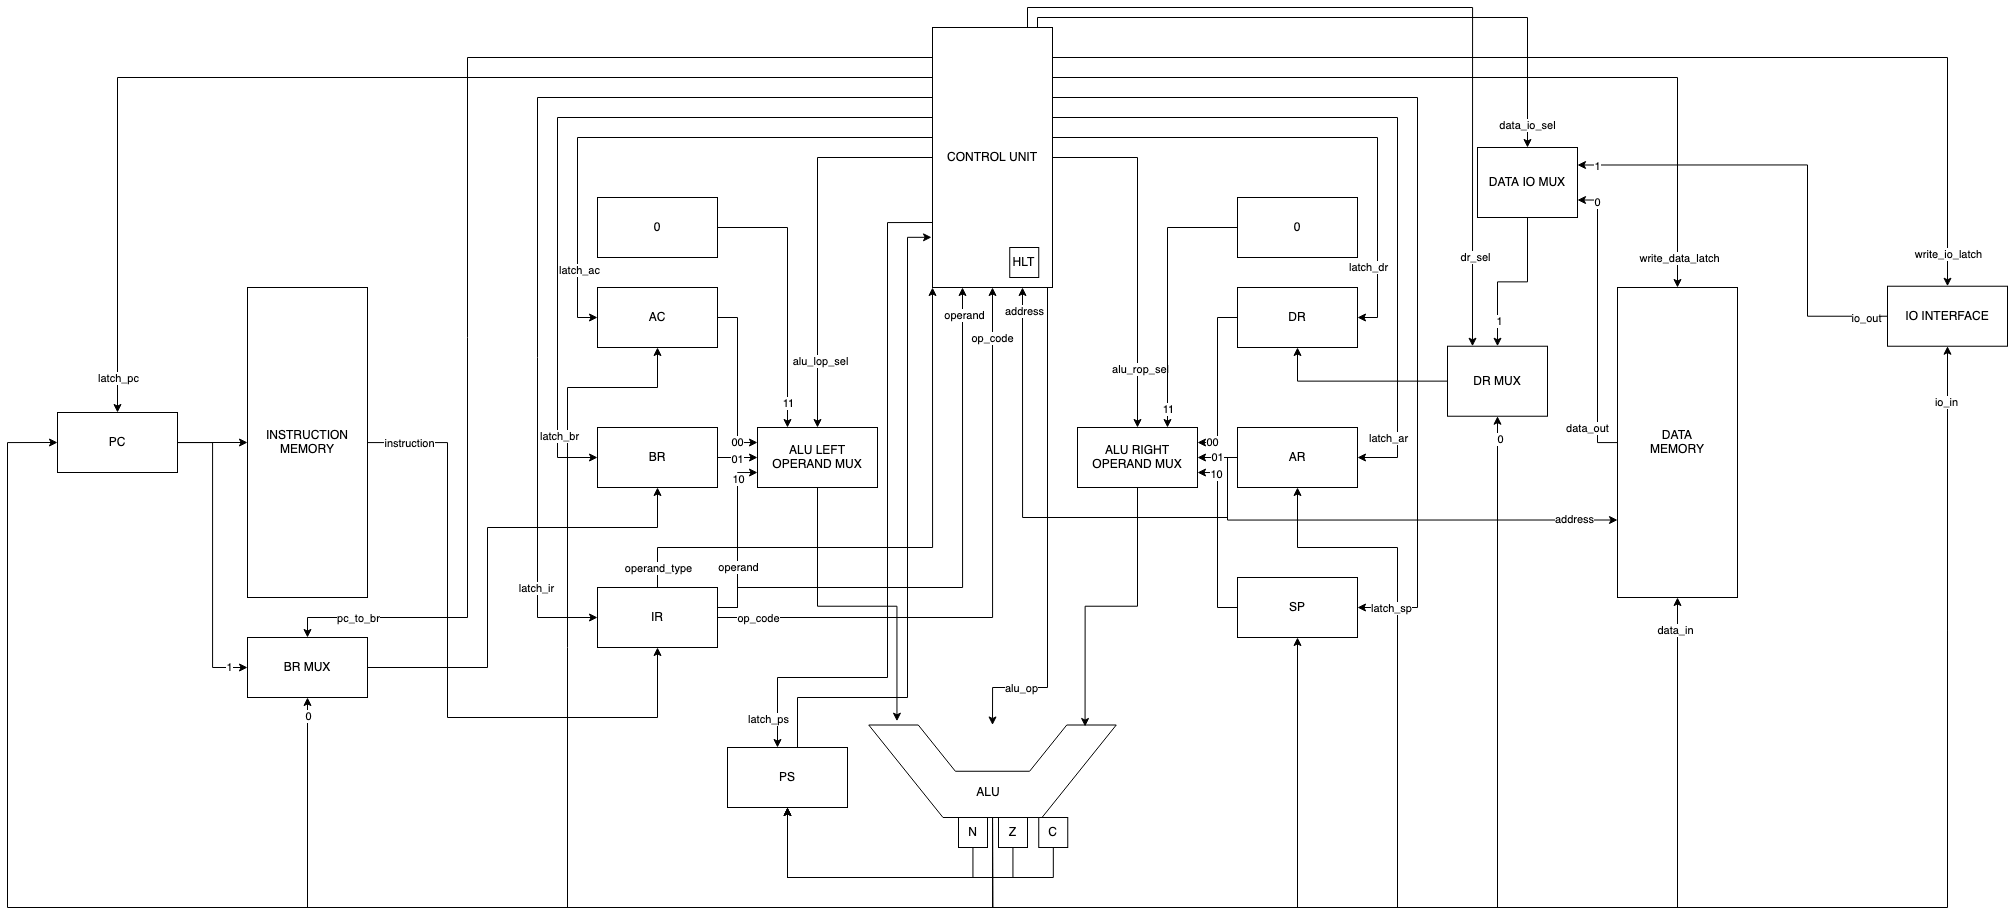 data_io_sel
CONTROL UNIT
1
DATA IO MUX
0
0
0
write_io_latch
dr_sel
write_data_latch
HLT
latch_ac
latch_dr
address
operand
AC
DR
1
io_out
IO INTERFACE
op_code
alu_lop_sel
alu_rop_sel
latch_pc
DR MUX
11
11
io_in
data_out
PC
INSTRUCTION
MEMORY
instruction
latch_br
BR
00
01
10
ALU LEFT
OPERAND MUX
ALU RIGHT
OPERAND MUX
00
01
10
AR
latch_ar
0
DATA
MEMORY
address
operand_type
operand
latch_ir
IR
op_code
SP
latch_sp
pc_to_br
data_in
1
BR MUX
0
alu_op
latch_ps
PS
ALU
N
Z
C